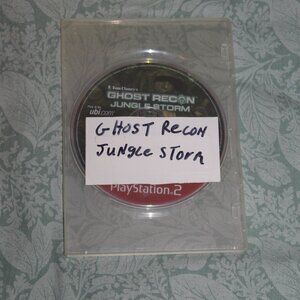 Tom Clancy's
GHOST RECON
JUNGLE STORM
ubi.com
GHOST RECON
JUNGLE STORM
PlayStation 2